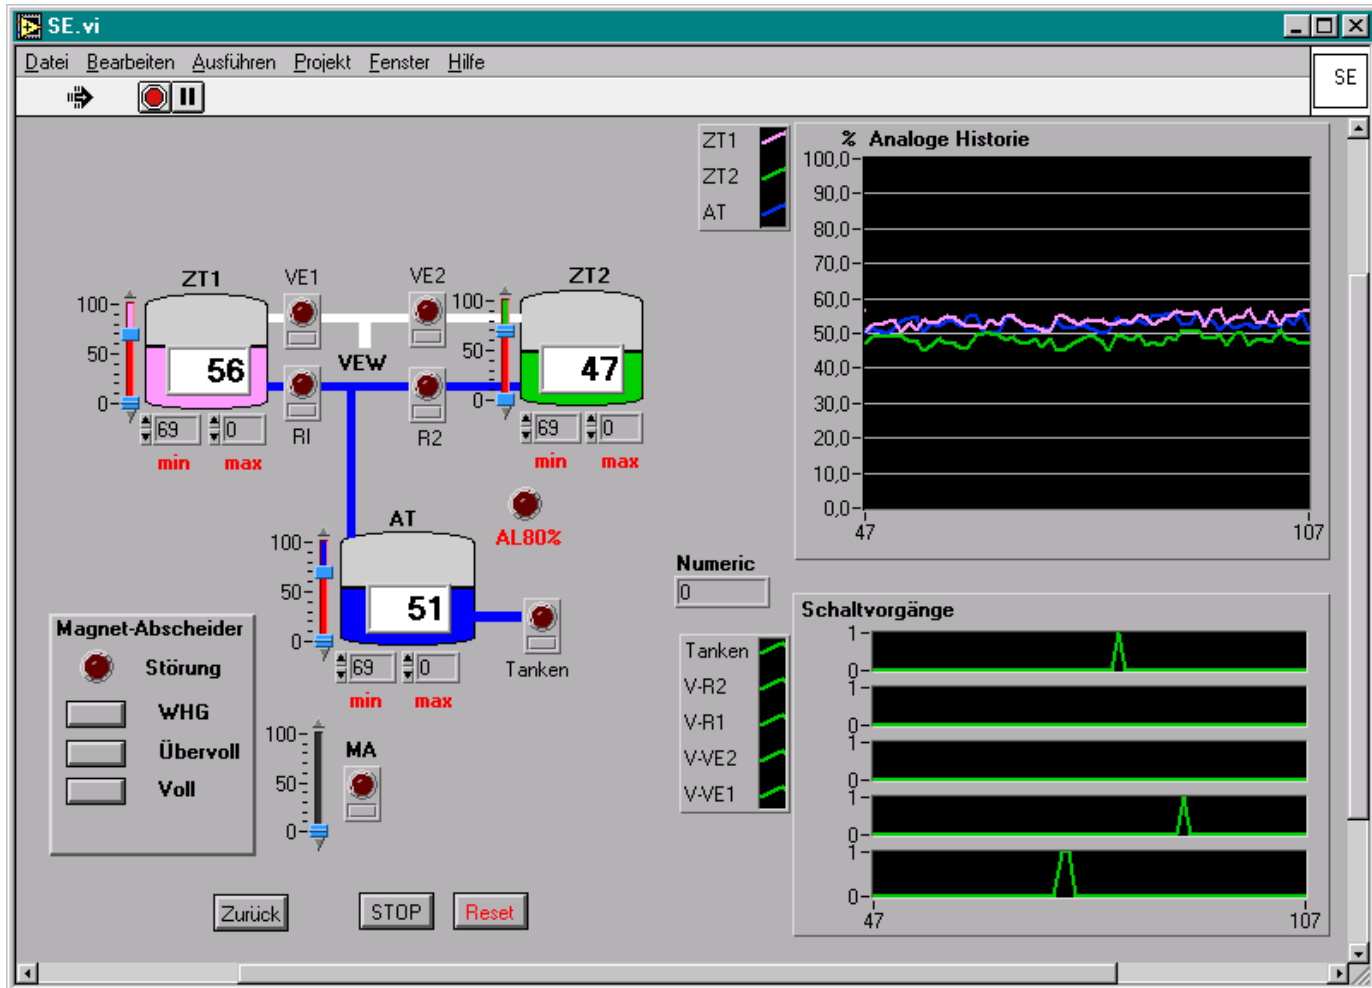 SE.vi
Datei Bearbeiten Ausführen Projekt Fenster Hilfe
SE
ZT1
ZT2
AT
% Analoge Historie
100,0
90,0
80,0
70,0
60,0
50,0
40,0
30,0
20,0
10,0
0,0
47 107
ZT1 VE1 VE2 ZT2
100 50 0
56
VEW
100 50 0
47
69 0
min max
R1 R2
69 0
min max
AL80%
AT
100 50 0
51
69 0
min max
Tanken
Numeric
0
Magnet-Abscheider
Störung
WHG
Übervoll
Voll
100 50 0
MA
Tanken
V-R2
V-R1
V-VE2
V-VE1
Schaltvorgänge
1
0
1
0
1
0
1
0
1
0
47 107
Zurück STOP Reset